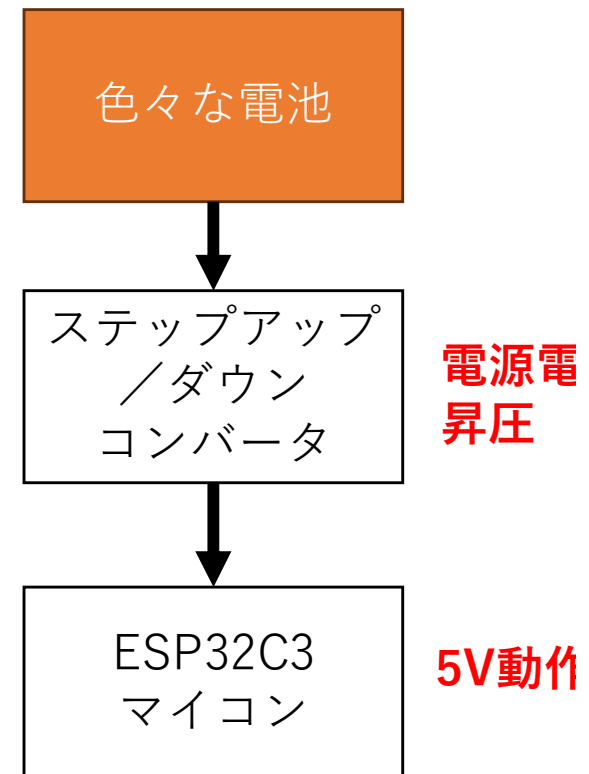 色々な電池
ステップアップ
／ダウン
コンバータ
電源電
昇圧
ESP32C3
マイコン
5V動作